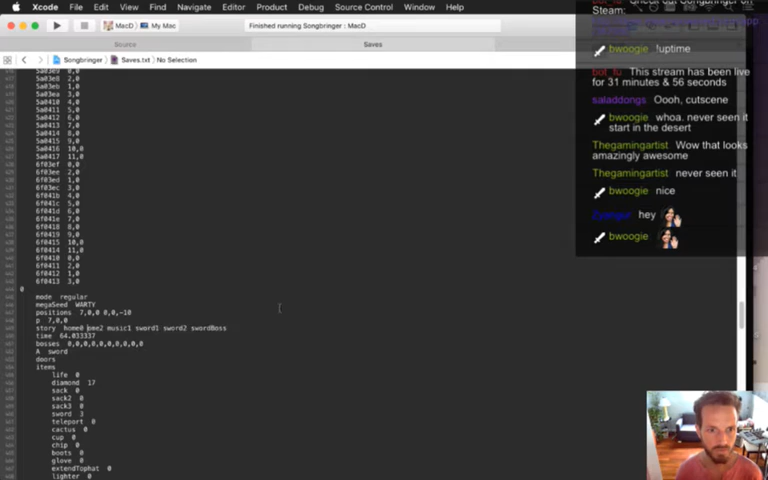 Xcode File Edit View Find Navigate Editor Product Debug Source Control Window Help
MacD My Mac
Finished running Songbringer : MacD
Source
Saves
Songbringer Saves.txt No Selection
5a03e9 0,0
5a03e8 2,0
5a03eb 1,0
5a03ea 3,0
5a0410 4,0
5a0411 5,0
5a0412 6,0
5a0413 7,0
5a0414 8,0
5a0415 9,0
5a0416 10,0
5a0417 11,0
6f03ef 0,0
6f03ee 2,0
6f03ed 1,0
6f03ec 3,0
6f041b 4,0
6f041c 5,0
6f041d 6,0
6f041e 7,0
6f0418 8,0
6f0419 9,0
6f0415 10,0
6f0414 11,0
6f0410 0,0
6f0411 2,0
6f0412 1,0
6f0413 3,0
0
mode regular
megaSeed WARTY
positions 7,0,0 0,0,-10
p 7,0,0
story home0 ome2 music1 sword1 sword2 swordBoss
time 64.033337
bosses 0,0,0,0,0,0,0,0,0,0
A sword
doors
items
life 0
diamond 17
sack 0
sack2 0
sack3 0
sword 3
teleport 0
cactus 0
cup 0
chip 0
boots 0
glove 0
extendTophat 0
lighter 0
Steam:
bwoogie !uptime
bot_fu This stream has been live
for 31 minutes & 56 seconds
saladdongs Oooh, cutscene
bwoogie whoa. never seen it
start in the desert
Thegamingartist Wow that looks
amazingly awesome
Thegamingartist never seen it
bwoogie nice
hey
bwoogie